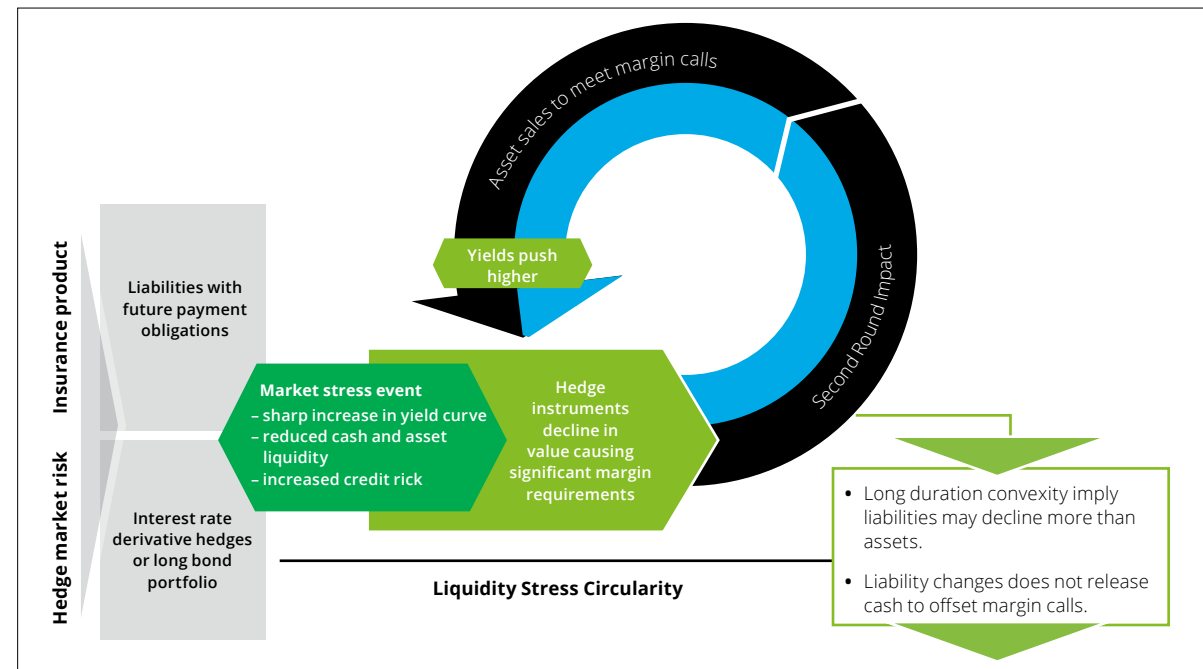 Insurance product
Hedge market risk
Liabilities with
future payment
obligations
Interest rate
derivative hedges
or long bond
portfolio
Market stress event
– sharp increase in yield curve
– reduced cash and asset
liquidity
– increased credit risk
Hedge
instruments
decline in
value causing
significant margin
requirements
Yields push
higher
Asset sales to meet margin calls
Second Round Impact
• Long duration convexity imply
liabilities may decline more than
assets.
• Liability changes does not release
cash to offset margin calls.
Liquidity Stress Circularity